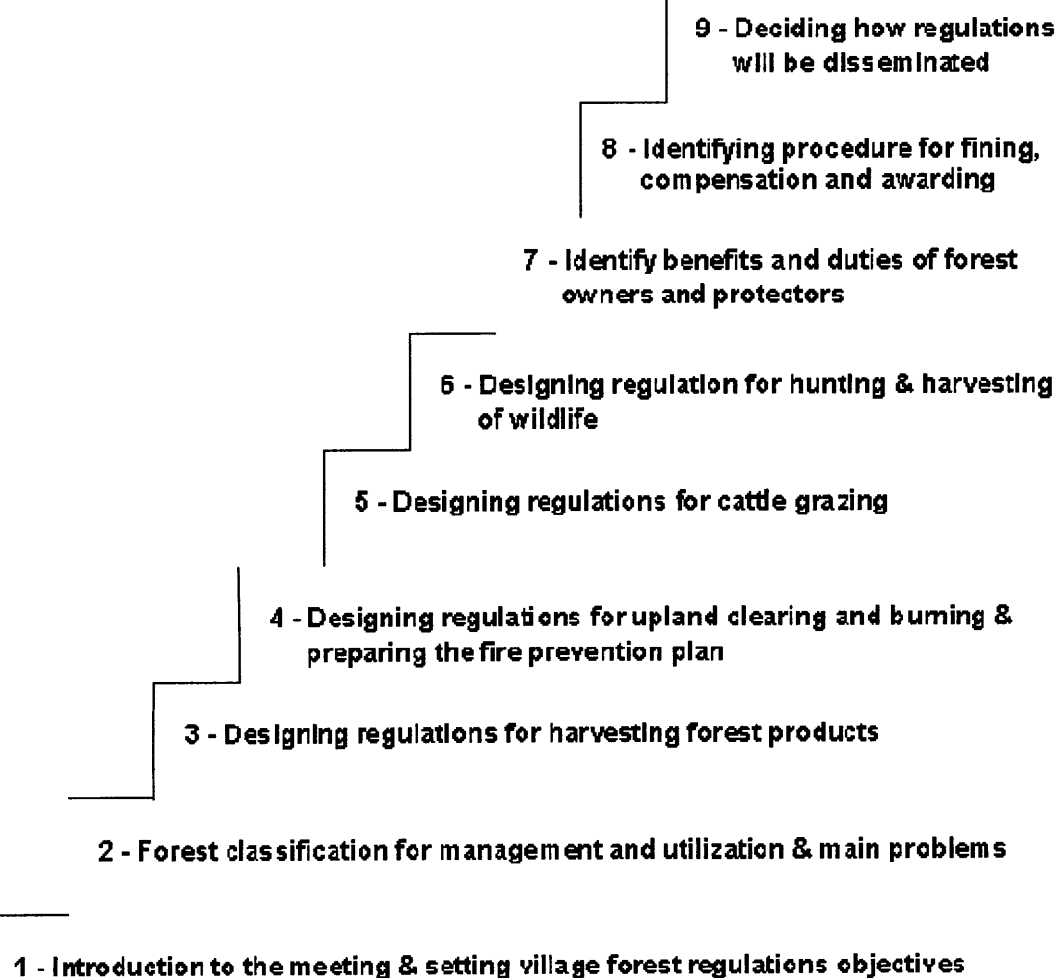 9 - Deciding how regulations
will be disseminated
8 - Identifying procedure for fining,
compensation and awarding
7 - Identify benefits and duties of forest
owners and protectors
6 - Designing regulation for hunting & harvesting
of wildlife
5 - Designing regulations for cattle grazing
4 - Designing regulations for upland clearing and burning &
preparing the fire prevention plan
3 - Designing regulations for harvesting forest products
2 - Forest classification for management and utilization & main problems
1 - Introduction to the meeting & setting village forest regulations objectives